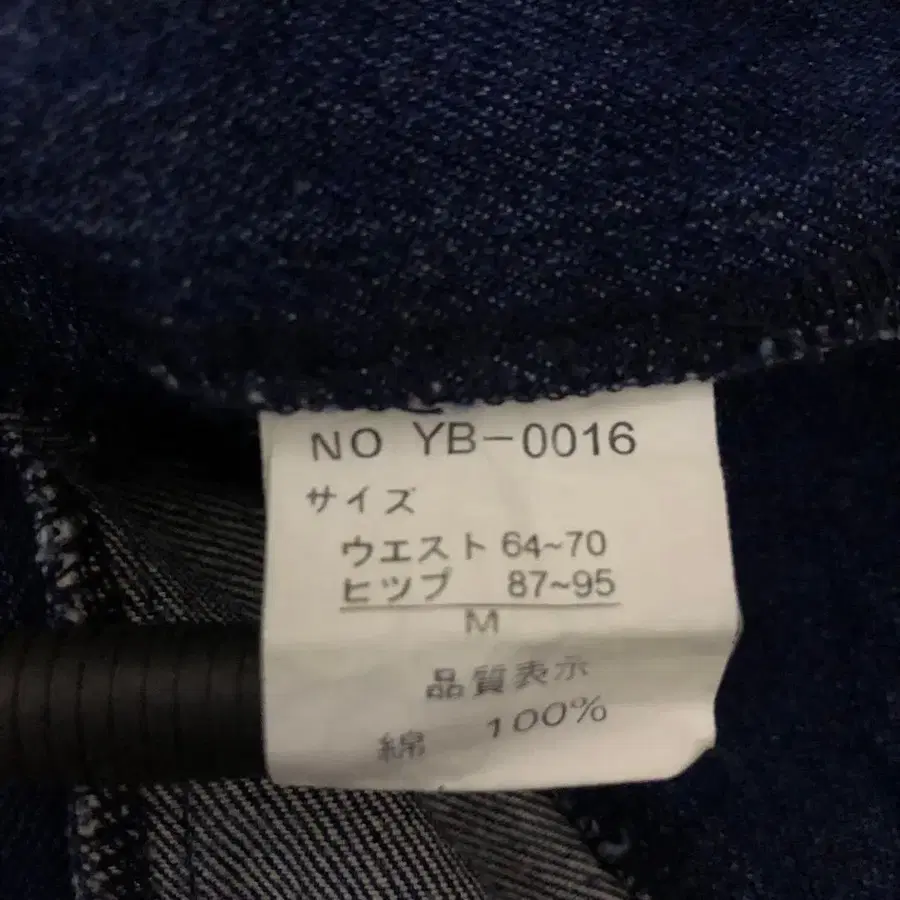 NO YB-0016
サイズ
ウエスト 64~70
ヒップ 87~95
M
品質表示
綿 100%